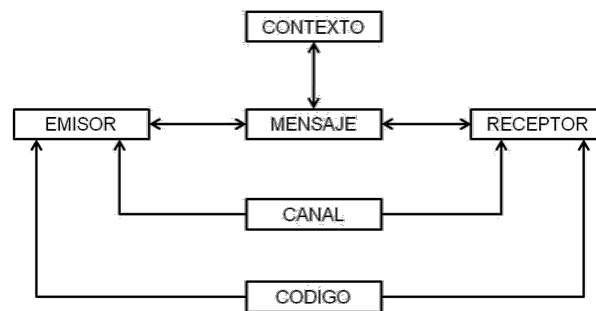 CONTEXTO
EMISOR
MENSAJE
RECEPTOR
CANAL
CODIGO